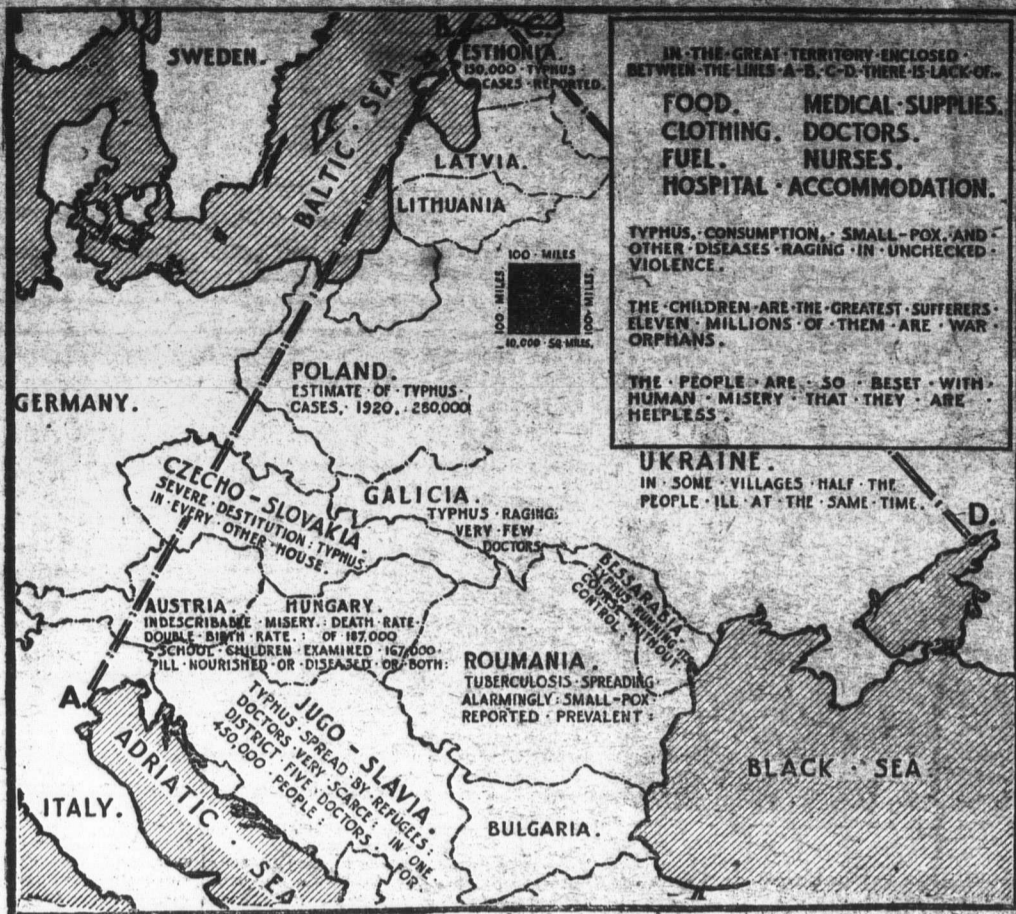 SWEDEN.
BALTIC · SEA
B.
C.
ESTHONIA.
150,000 · TYPHUS
CASES · REPORTED.
LATVIA.
LITHUANIA
IN · THE · GREAT · TERRITORY · ENCLOSED ·
BETWEEN · THE · LINES · A · B · C · D · THERE · IS · LACK · OF ·-
FOOD. MEDICAL · SUPPLIES.
CLOTHING. DOCTORS.
FUEL. NURSES.
HOSPITAL · ACCOMMODATION.
TYPHUS, · CONSUMPTION, · SMALL-POX, · AND ·
OTHER · DISEASES · RAGING · IN · UNCHECKED ·
VIOLENCE.
THE · CHILDREN · ARE · THE · GREATEST · SUFFERERS ·
ELEVEN · MILLIONS · OF · THEM · ARE · WAR ·
ORPHANS.
THE · PEOPLE · ARE · SO · BESET · WITH ·
HUMAN · MISERY · THAT · THEY · ARE ·
HELPLESS.
100 · MILES
100 · MILES.
100 · MILES.
10,000 · SQ · MILES.
POLAND.
ESTIMATE · OF · TYPHUS ·
CASES, · 1920, : 280,000
GERMANY.
CZECHO - SLOVAKIA.
SEVERE · DESTITUTION : TYPHUS
IN · EVERY · OTHER · HOUSE.
GALICIA.
TYPHUS · RAGING:
VERY · FEW ·
DOCTORS
UKRAINE.
IN · SOME · VILLAGES · HALF · THE
PEOPLE · ILL · AT · THE · SAME · TIME.
D.
BESSARABIA.
TYPHUS · RUNNING · ITS
COURSE · WITHOUT
CONTROL :
AUSTRIA. HUNGARY.
INDESCRIBABLE · MISERY. : DEATH · RATE ·
DOUBLE · BIRTH · RATE. : OF · 187,000
SCHOOL · CHILDREN · EXAMINED · 167,000 ·
ILL · NOURISHED · OR · DISEASED · OR · BOTH :
ROUMANIA.
TUBERCULOSIS · SPREADING ·
ALARMINGLY : SMALL-POX ·
REPORTED · PREVALENT :
A.
JUGO - SLAVIA.
TYPHUS · SPREAD · BY · REFUGEES :
DOCTORS · VERY · SCARCE : IN · ONE ·
DISTRICT · FIVE · DOCTORS · FOR ·
450,000 · PEOPLE :
ADRIATIC · SEA
ITALY.
BULGARIA.
BLACK · SEA.